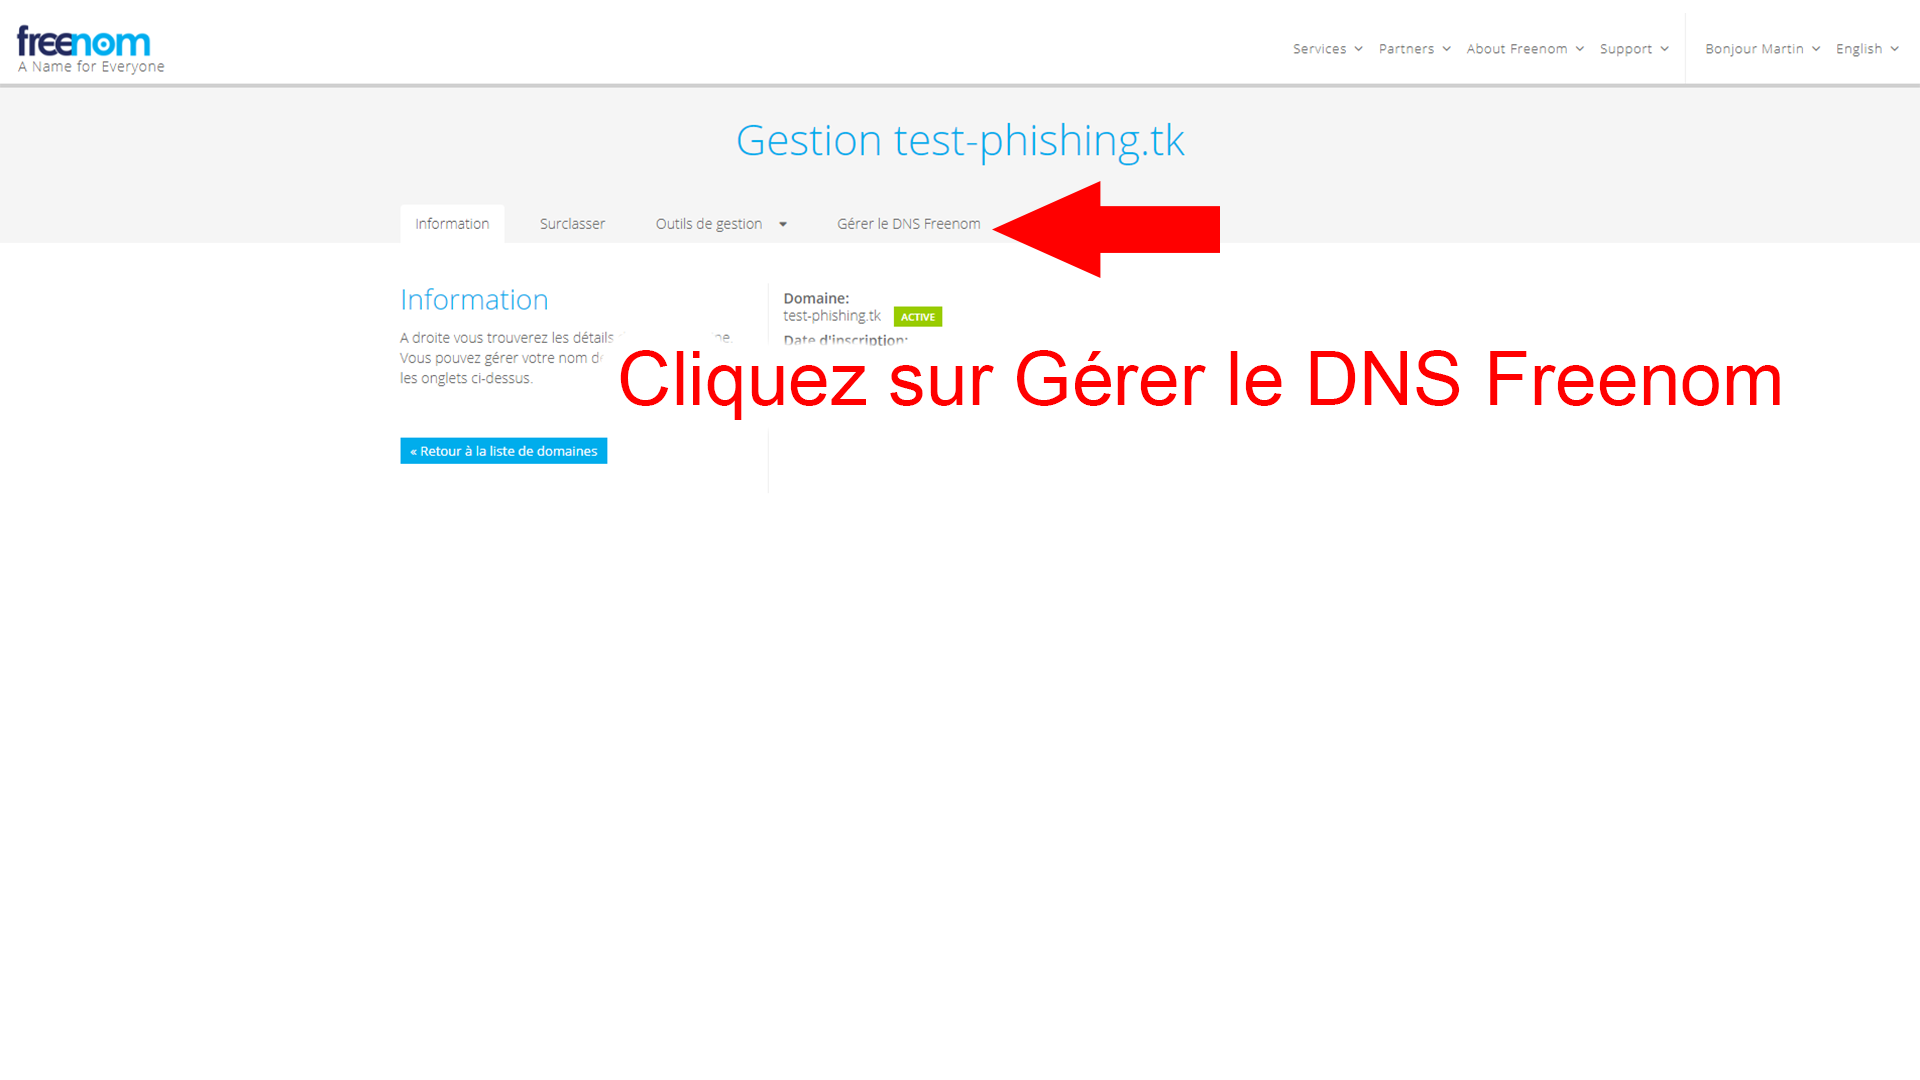 freenom
A Name for Everyone
Services Partners About Freenom Support Bonjour Martin English
Gestion test-phishing.tk
Information Surclasser Outils de gestion Gérer le DNS Freenom
Information
A droite vous trouverez les détails ne.
Vous pouvez gérer votre nom
les onglets ci-dessus.
« Retour à la liste de domaines
Domaine:
test-phishing.tk ACTIVE
Date d'inscription:
Cliquez sur Gérer le DNS Freenom